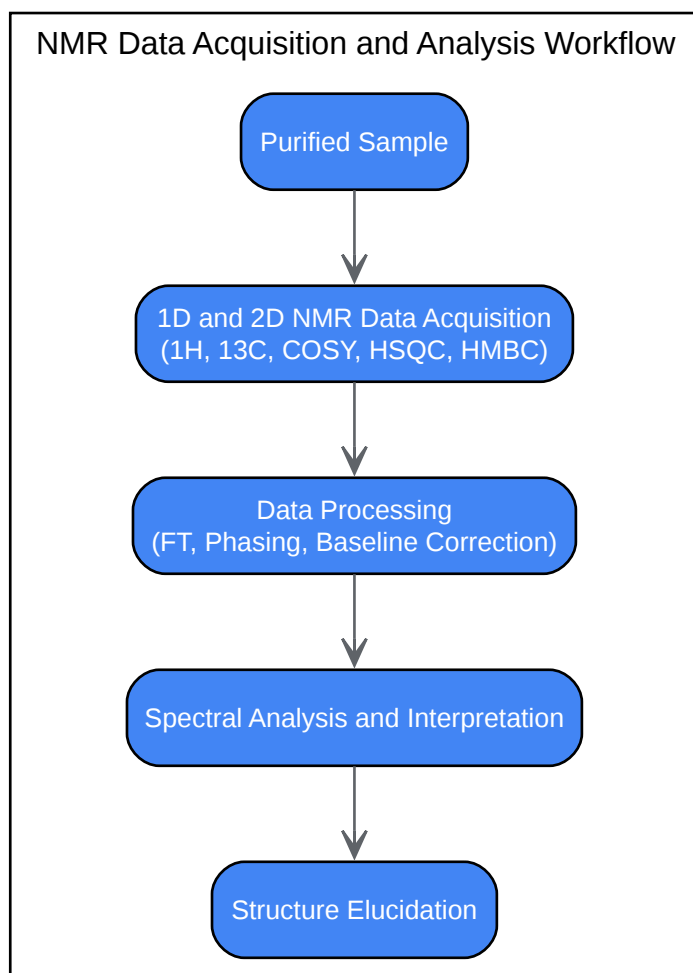 NMR Data Acquisition and Analysis Workflow
Purified Sample
1D and 2D NMR Data Acquisition
(1H, 13C, COSY, HSQC, HMBC)
Data Processing
(FT, Phasing, Baseline Correction)
Spectral Analysis and Interpretation
Structure Elucidation